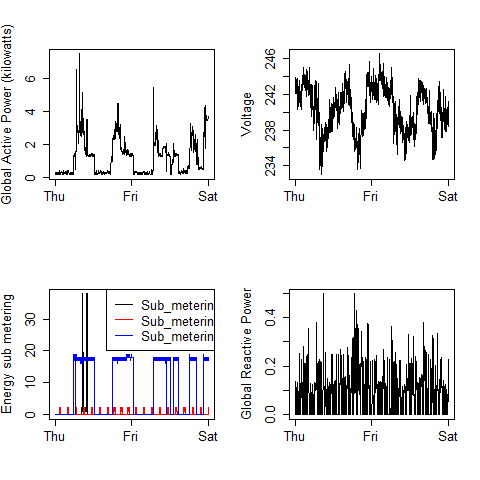 Global Active Power (kilowatts)
0 2 4 6
Thu Fri Sat
Voltage
234 238 242 246
Thu Fri Sat
Energy sub metering
0 10 20 30
Sub_meterin
Sub_meterin
Sub_meterin
Thu Fri Sat
Global Reactive Power
0.0 0.2 0.4
Thu Fri Sat